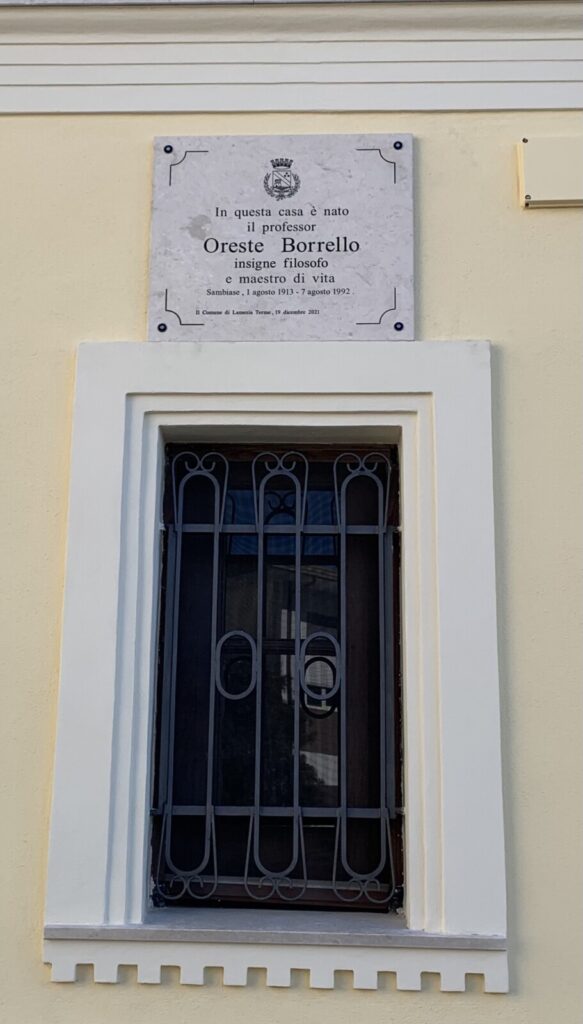 In questa casa è nato
il professor
Oreste Borrello
insigne filosofo
e maestro di vita
Sambiase, 1 agosto 1913 - 7 agosto 1992.
Il Comune di Lamezia Terme, 19 dicembre 2021